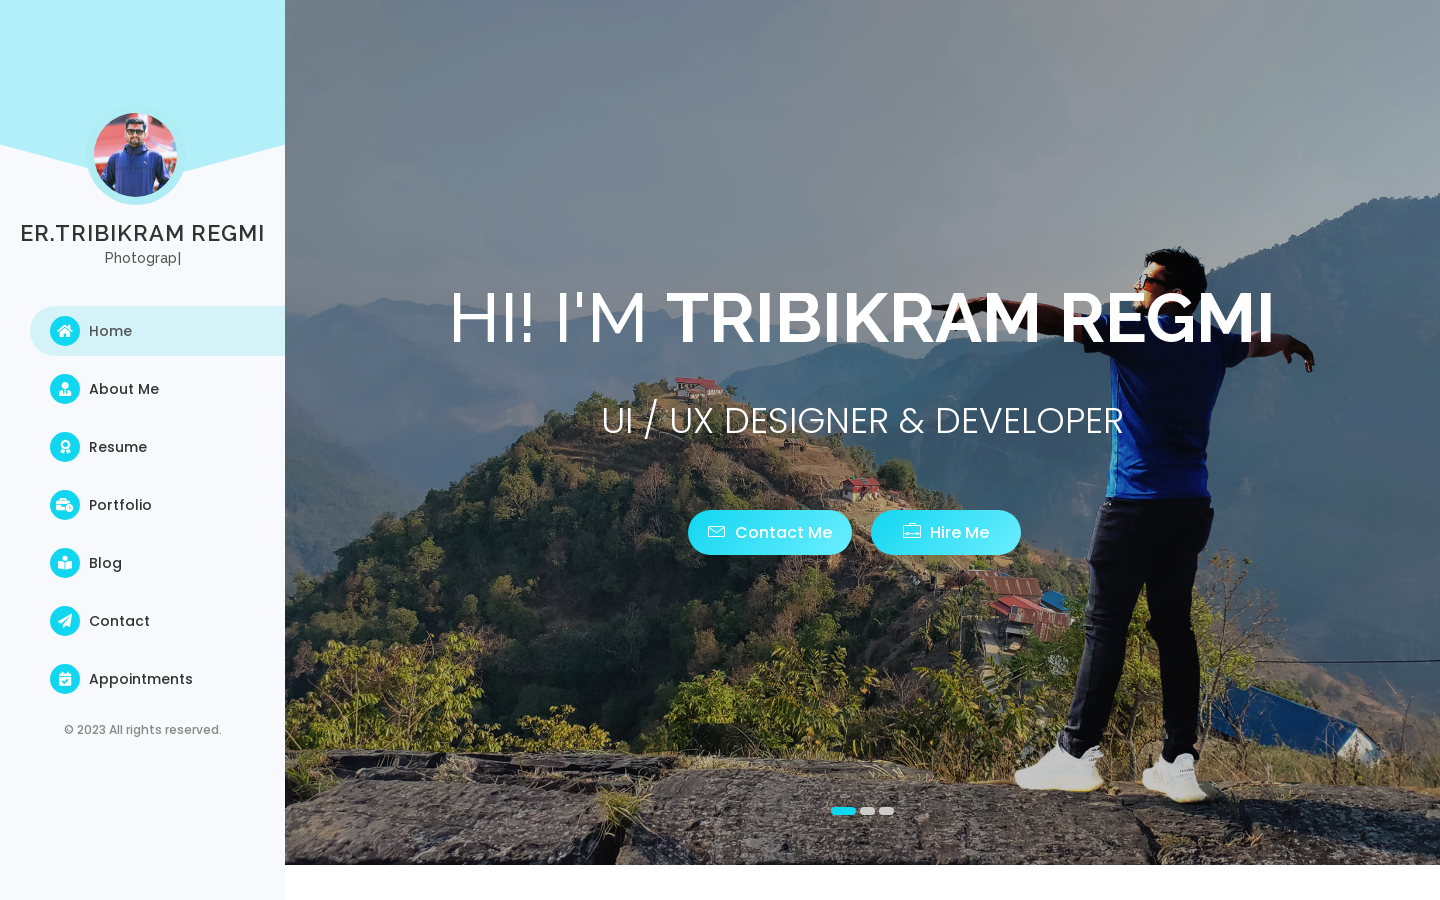 ER.TRIBIKRAM REGMI
Photograp|
Home
About Me
Resume
Portfolio
Blog
Contact
Appointments
© 2023 All rights reserved.
HI! I'M TRIBIKRAM REGMI
UI / UX DESIGNER & DEVELOPER
Contact Me
Hire Me